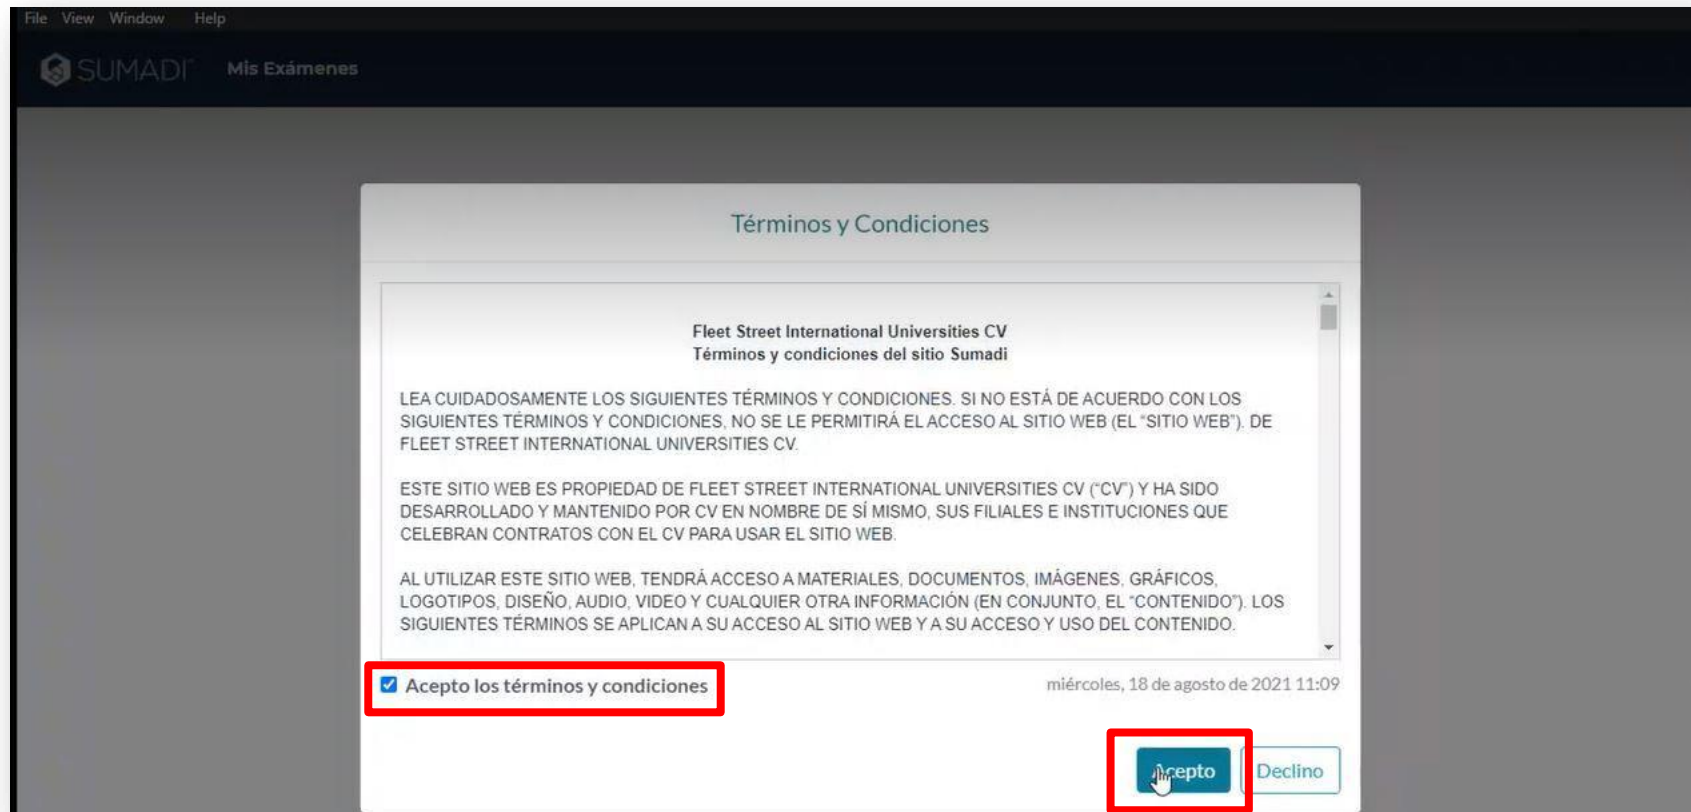 File View Window Help
SUMADI Mis Exámenes
Términos y Condiciones
Fleet Street International Universities CV
Términos y condiciones del sitio Sumadi
LEA CUIDADOSAMENTE LOS SIGUIENTES TÉRMINOS Y CONDICIONES. SI NO ESTÁ DE ACUERDO CON LOS
SIGUIENTES TÉRMINOS Y CONDICIONES, NO SE LE PERMITIRÁ EL ACCESO AL SITIO WEB (EL “SITIO WEB”). DE
FLEET STREET INTERNATIONAL UNIVERSITIES CV.
ESTE SITIO WEB ES PROPIEDAD DE FLEET STREET INTERNATIONAL UNIVERSITIES CV (“CV”) Y HA SIDO
DESARROLLADO Y MANTENIDO POR CV EN NOMBRE DE SÍ MISMO, SUS FILIALES E INSTITUCIONES QUE
CELEBRAN CONTRATOS CON EL CV PARA USAR EL SITIO WEB.
AL UTILIZAR ESTE SITIO WEB, TENDRÁ ACCESO A MATERIALES, DOCUMENTOS, IMÁGENES, GRÁFICOS,
LOGOTIPOS, DISEÑO, AUDIO, VIDEO Y CUALQUIER OTRA INFORMACIÓN (EN CONJUNTO, EL “CONTENIDO”). LOS
SIGUIENTES TÉRMINOS SE APLICAN A SU ACCESO AL SITIO WEB Y A SU ACCESO Y USO DEL CONTENIDO.
Acepto los términos y condiciones
miércoles, 18 de agosto de 2021 11:09
Acepto Declino